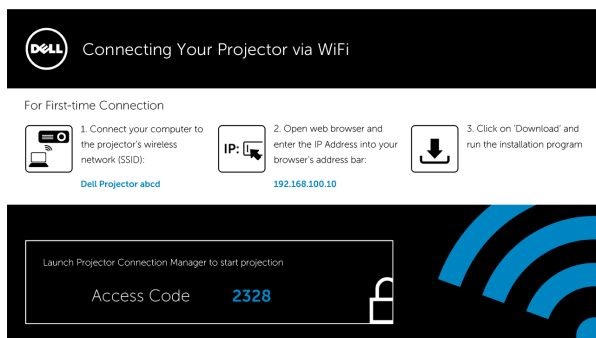 DELL
Connecting Your Projector via WiFi
For First-time Connection
1. Connect your computer to
the projector's wireless
network (SSID):
Dell Projector abcd
IP:
2. Open web browser and
enter the IP Address into your
browser's address bar:
192.168.100.10
3. Click on 'Download' and
run the installation program
Launch Projector Connection Manager to start projection
Access Code 2328